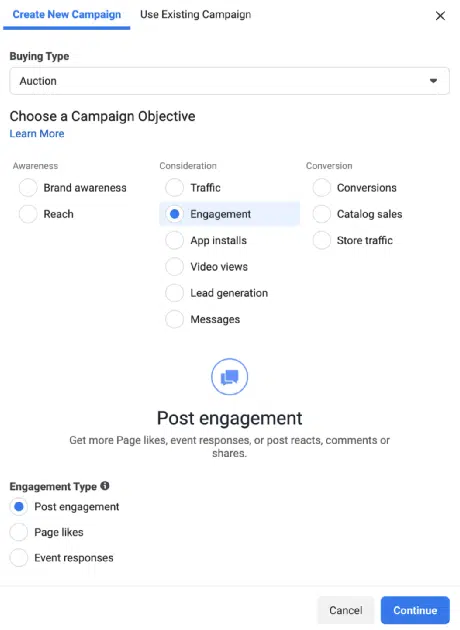 Create New Campaign Use Existing Campaign
Buying Type
Auction
Choose a Campaign Objective
Learn More
Awareness Consideration Conversion
Brand awareness Traffic Conversions
Reach Engagement Catalog sales
App installs Store traffic
Video views
Lead generation
Messages
Post engagement
Get more Page likes, event responses, or post reacts, comments or
shares.
Engagement Type
Post engagement
Page likes
Event responses
Cancel Continue